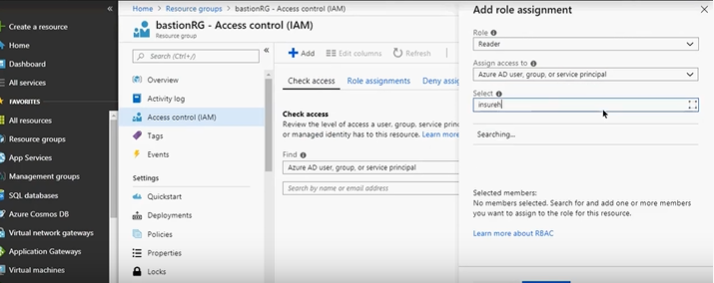 Create a resource
Home
Dashboard
All services
FAVORITES
All resources
Resource groups
App Services
Management groups
SQL databases
Azure Cosmos DB
Virtual network gateways
Application Gateways
Virtual machines
Home > Resource groups > bastionRG - Access control (IAM)
bastionRG - Access control (IAM)
Resource group
Search (Ctrl+/)
Overview
Activity log
Access control (IAM)
Tags
Events
Settings
Quickstart
Deployments
Policies
Properties
Locks
Add
Edit columns
Refresh
Check access
Role assignments
Deny assi
Check access
Review the level of access a user, group, service prin
or managed identity has to this resource. Learn more
Find
Azure AD user, group, or service principal
Search by name or email address
Add role assignment
Role
Reader
Assign access to
Azure AD user, group, or service principal
Select
insureh
Searching...
Selected members:
No members selected. Search for and add one or more members
you want to assign to the role for this resource.
Learn more about RBAC